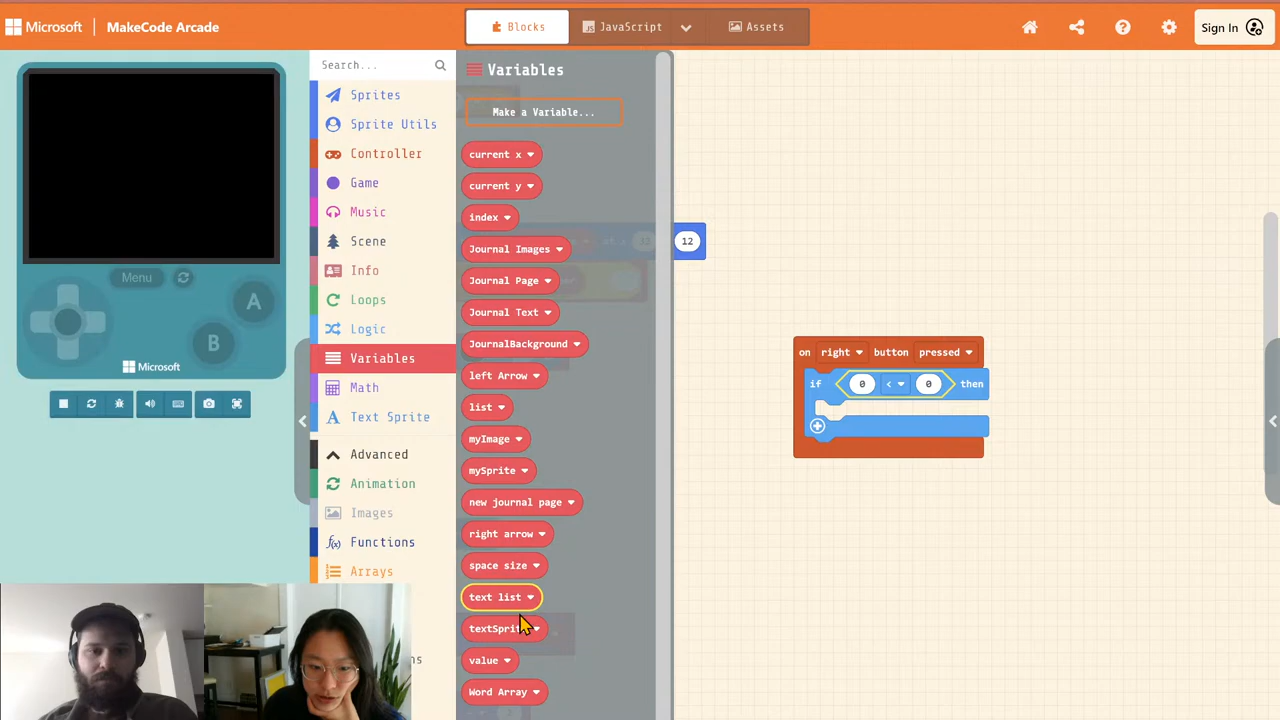 Microsoft | MakeCode Arcade
Blocks
JavaScript
Assets
Sign In
Menu
A
B
Microsoft
Search...
Sprites
Sprite Utils
Controller
Game
Music
Scene
Info
Loops
Logic
Variables
Math
Text Sprite
Advanced
Animation
Images
Functions
Arrays
Variables
Make a Variable...
current x
current y
index
Journal Images
Journal Page
Journal Text
JournalBackground
left Arrow
list
myImage
mySprite
new journal page
right arrow
space size
text list
value
Word Array
12
on right button pressed
if 0 < 0 then